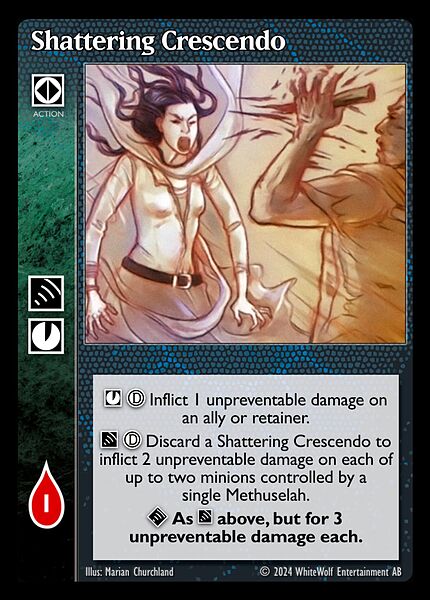 Shattering Crescendo
ACTION
D Inflict 1 unpreventable damage on
an ally or retainer.
D Discard a Shattering Crescendo to
inflict 2 unpreventable damage on each of
up to two minions controlled by a
single Methuselah.
As above, but for 3
unpreventable damage each.
1
Illus: Marian Churchland
© 2024 WhiteWolf Entertainment AB